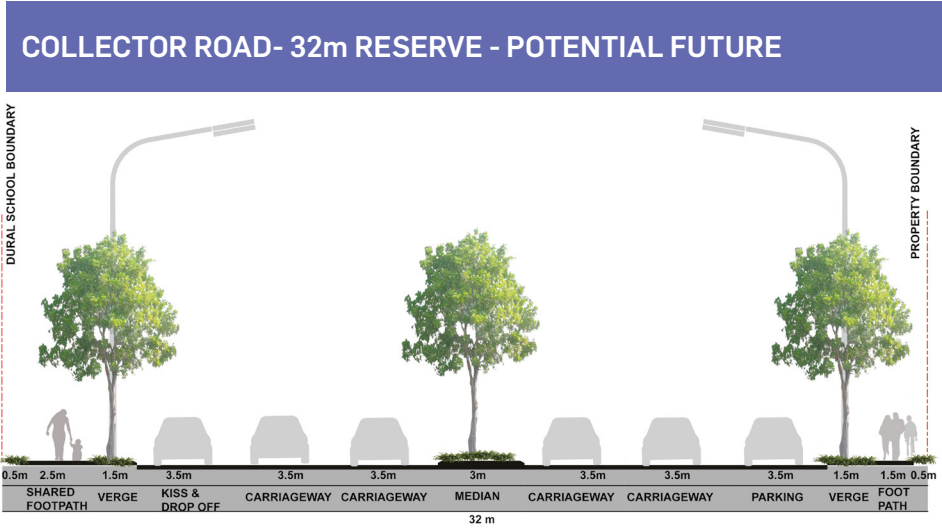 COLLECTOR ROAD- 32m RESERVE - POTENTIAL FUTURE
DURAL SCHOOL BOUNDARY
PROPERTY BOUNDARY
0.5m 2.5m 1.5m 3.5m 3.5m 3.5m 3m 3.5m 3.5m 3.5m 1.5m 1.5m 0.5m
SHARED FOOTPATH VERGE KISS & DROP OFF CARRIAGEWAY CARRIAGEWAY MEDIAN CARRIAGEWAY CARRIAGEWAY PARKING VERGE FOOT PATH
32 m